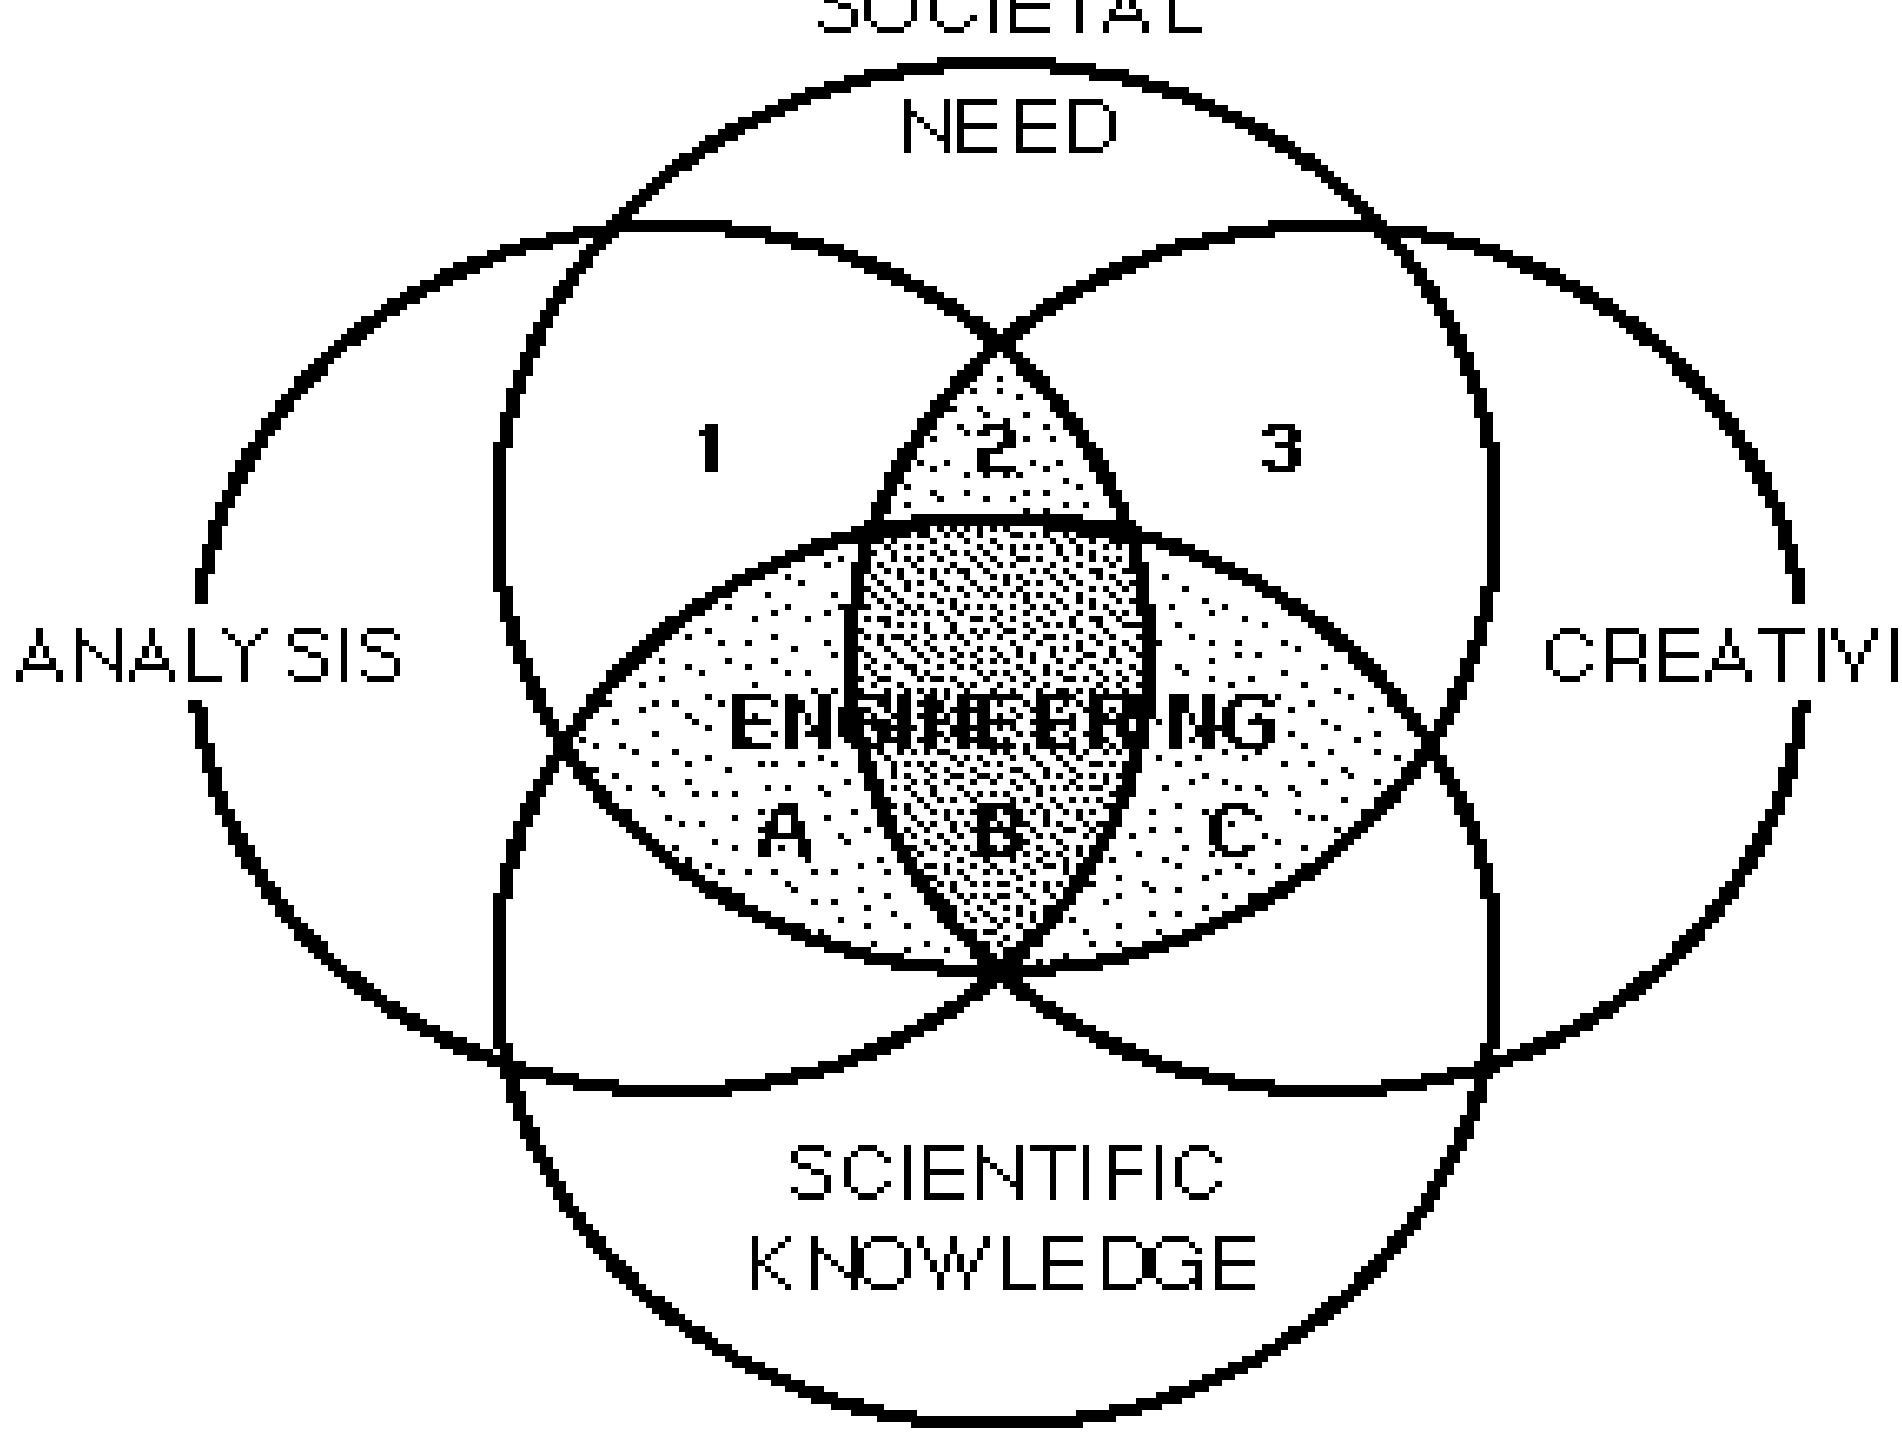 SOCIETAL
NEED
1 2 3
ANALYSIS CREATIVI
ENGINEERING
A B C
SCIENTIFIC
KNOWLEDGE